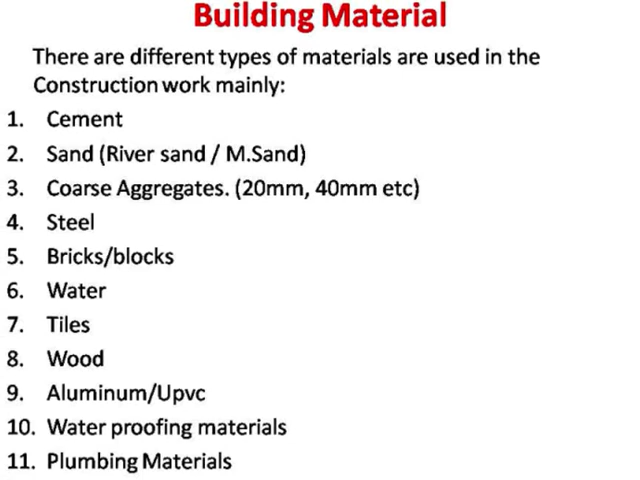 Building Material
There are different types of materials are used in the
Construction work mainly:
1. Cement
2. Sand (River sand / M.Sand)
3. Coarse Aggregates. (20mm, 40mm etc)
4. Steel
5. Bricks/blocks
6. Water
7. Tiles
8. Wood
9. Aluminum/Upvc
10. Water proofing materials
11. Plumbing Materials